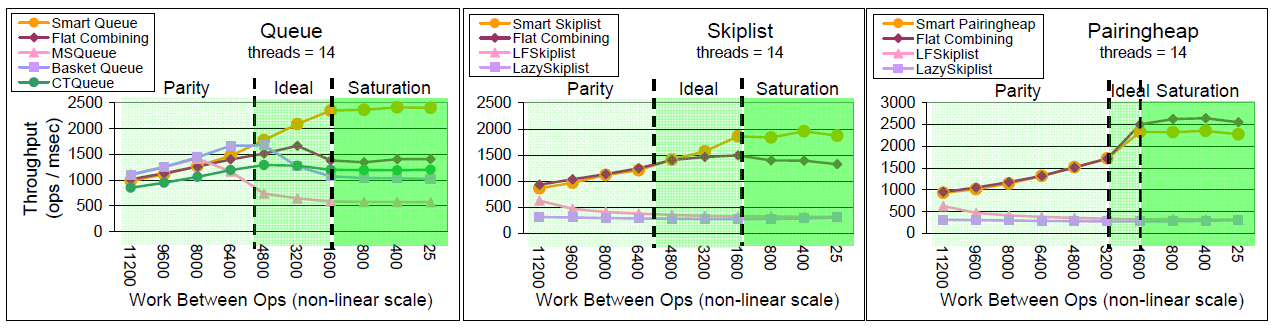 Smart Queue
Flat Combining
MSQueue
Basket Queue
CTQueue
Queue
threads = 14
Parity
Ideal
Saturation
2500
2000
1500
1000
500
0
Throughput
(ops / msec)
11200
9600
8000
6400
4800
3200
1600
800
400
25
Work Between Ops (non-linear scale)
Smart Skiplist
Flat Combining
LFSkiplist
LazySkiplist
Skiplist
threads = 14
Parity
Ideal
Saturation
2500
2000
1500
1000
500
0
11200
9600
8000
6400
4800
3200
1600
800
400
25
Work Between Ops (non-linear scale)
Smart Pairingheap
Flat Combining
LFSkiplist
LazySkiplist
Pairingheap
threads = 14
Parity
Ideal
Saturation
3000
2500
2000
1500
1000
500
0
11200
9600
8000
6400
4800
3200
1600
800
400
25
Work Between Ops (non-linear scale)